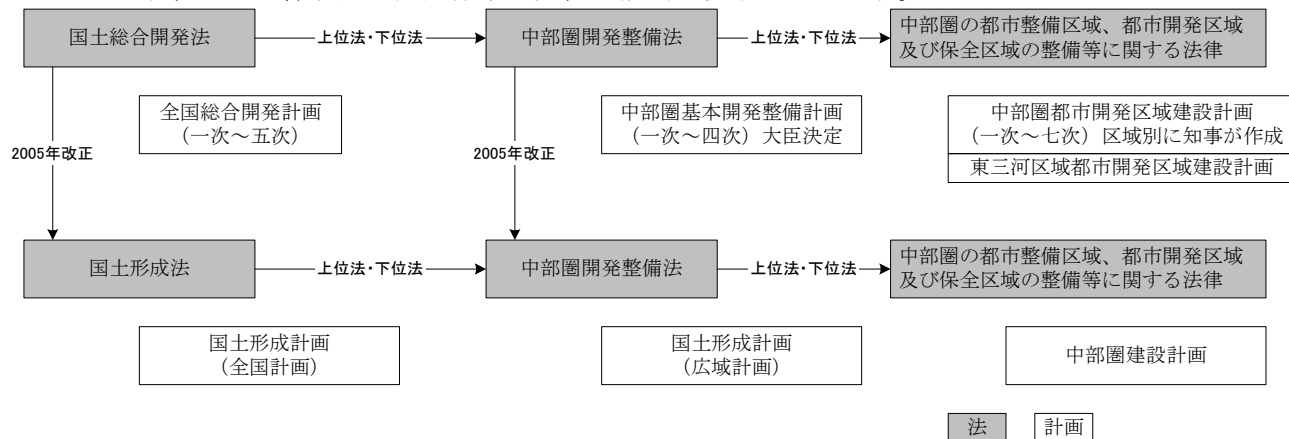 国土総合開発法
上位法・下位法
中部圏開発整備法
上位法・下位法
中部圏の都市整備区域、都市開発区域
及び保全区域の整備等に関する法律
全国総合開発計画
（一次～五次）
中部圏基本開発整備計画
（一次～四次）大臣決定
中部圏都市開発区域建設計画
（一次～七次）区域別に知事が作成
東三河区域都市開発区域建設計画
2005年改正
2005年改正
国土形成法
上位法・下位法
中部圏開発整備法
上位法・下位法
中部圏の都市整備区域、都市開発区域
及び保全区域の整備等に関する法律
国土形成計画
（全国計画）
国土形成計画
（広域計画）
中部圏建設計画
法
計画